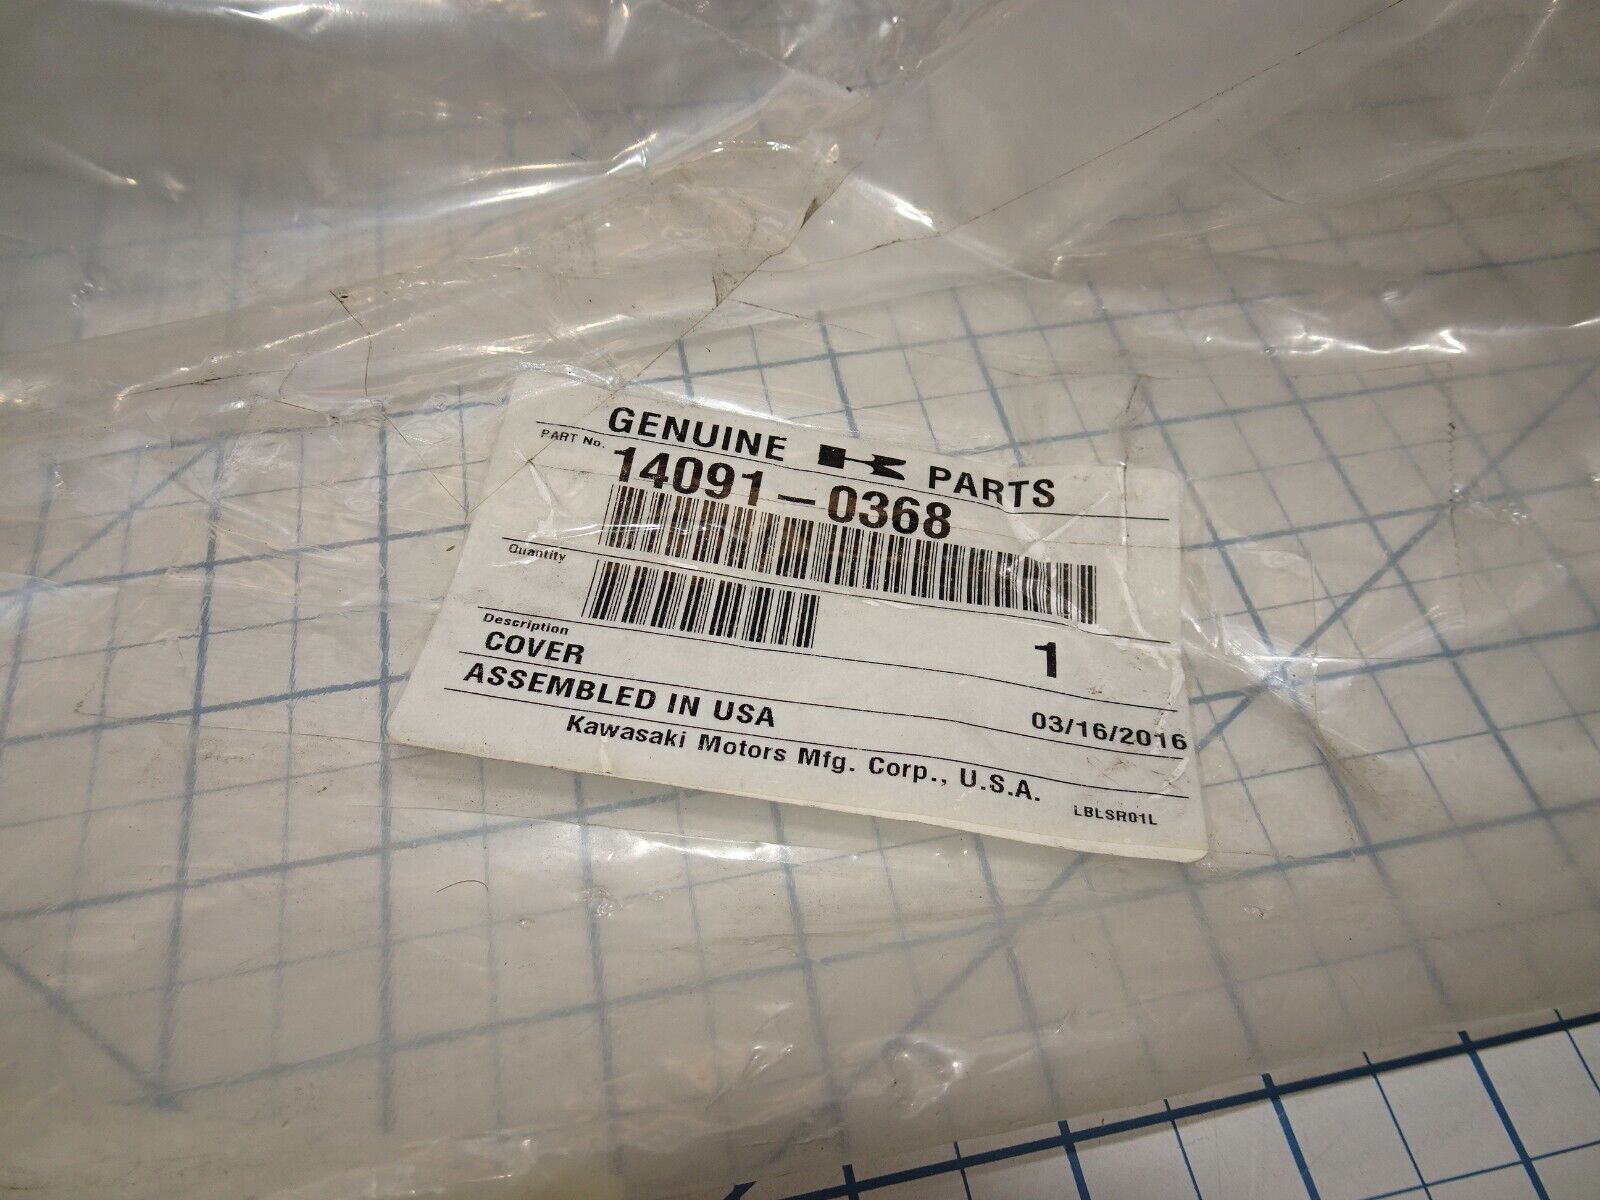 GENUINE K PARTS
PART No. 14091-0368
Quantity
1
Description
COVER
ASSEMBLED IN USA 03/16/2016
Kawasaki Motors Mfg. Corp., U.S.A.
LBLSR01L